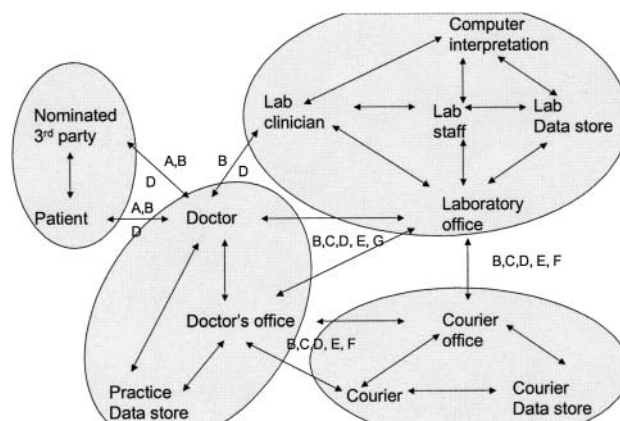 Computer
interpretation
Nominated
3rd party
Lab
clinician
Lab
staff
Lab
Data store
A,B
D
B
D
Patient
A,B
D
Doctor
Laboratory
office
B,C,D, E, G
B,C,D, E, F
Doctor's office
B,C,D, E, F
Courier
office
Practice
Data store
Courier
Courier
Data store